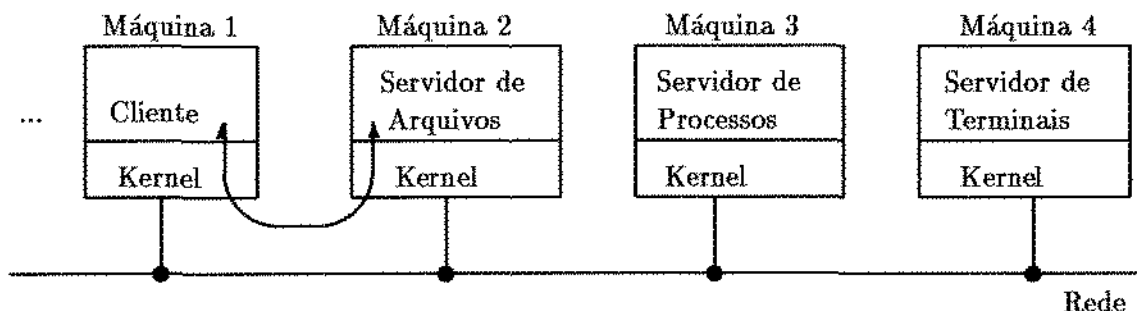 Máquina 1
Máquina 2
Máquina 3
Máquina 4
...
Cliente
Servidor de
Arquivos
Servidor de
Processos
Servidor de
Terminais
Kernel
Kernel
Kernel
Kernel
Rede